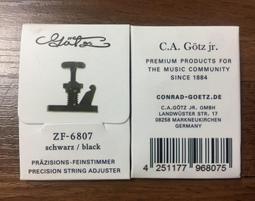 Götz
ZF-6807
schwarz / black
PRÄZISIONS-FEINSTIMMER
PRECISION STRING ADJUSTER
C.A. Götz jr.
PREMIUM PRODUCTS FOR
THE MUSIC COMMUNITY
SINCE 1884
CONRAD-GOETZ.DE
C.A.GÖTZ JR. GMBH
LANDWÜSTER STR. 17
08258 MARKNEUKIRCHEN
GERMANY
4 251177 968075